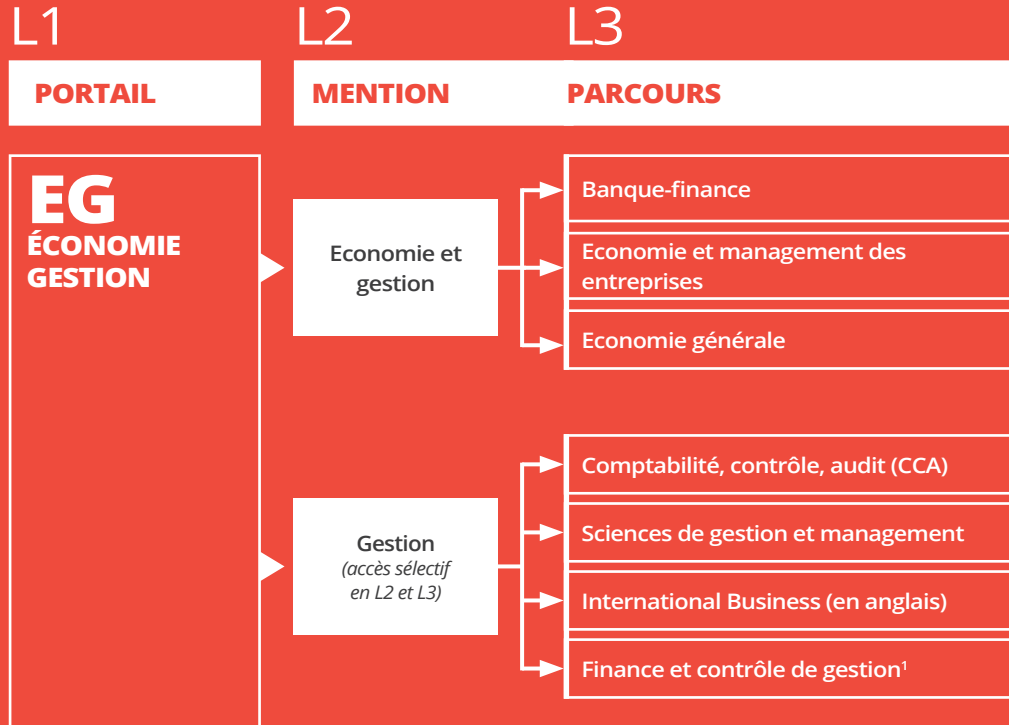 L1
L2
L3
PORTAIL
MENTION
PARCOURS
EG
ÉCONOMIE
GESTION
Economie et
gestion
Banque-finance
Economie et management des
entreprises
Economie générale
Gestion
(accès sélectif
en L2 et L3)
Comptabilité, contrôle, audit (CCA)
Sciences de gestion et management
International Business (en anglais)
Finance et contrôle de gestion¹